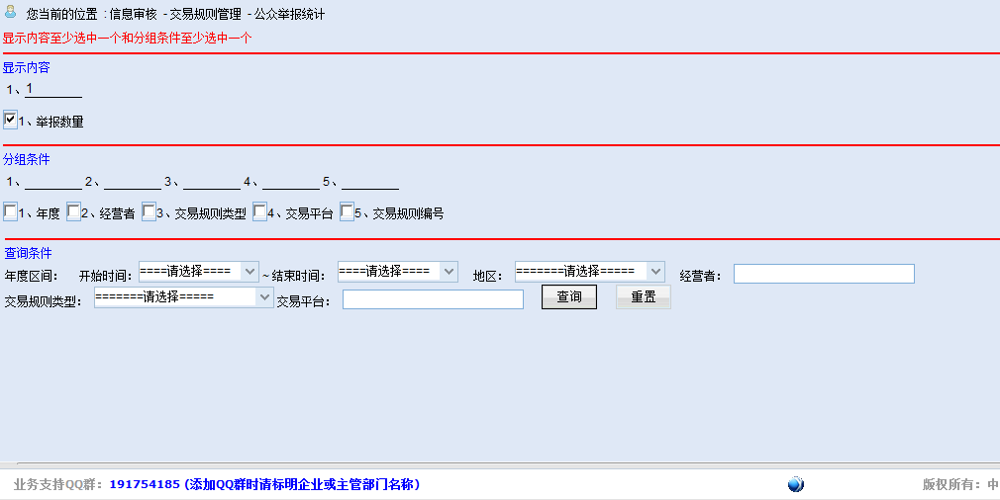 您当前的位置 ：信息审核 - 交易规则管理 - 公众举报统计
显示内容至少选中一个和分组条件至少选中一个
显示内容
1、1
1、举报数量
分组条件
1、 2、 3、 4、 5、
1、年度 2、经营者 3、交易规则类型 4、交易平台 5、交易规则编号
查询条件
年度区间： 开始时间： ====请选择==== ~ 结束时间： ====请选择==== 地区： =======请选择===== 经营者：
交易规则类型： =======请选择===== 交易平台： 查询 重置
业务支持QQ群： 191754185 (添加QQ群时请标明企业或主管部门名称) 版权所有：中